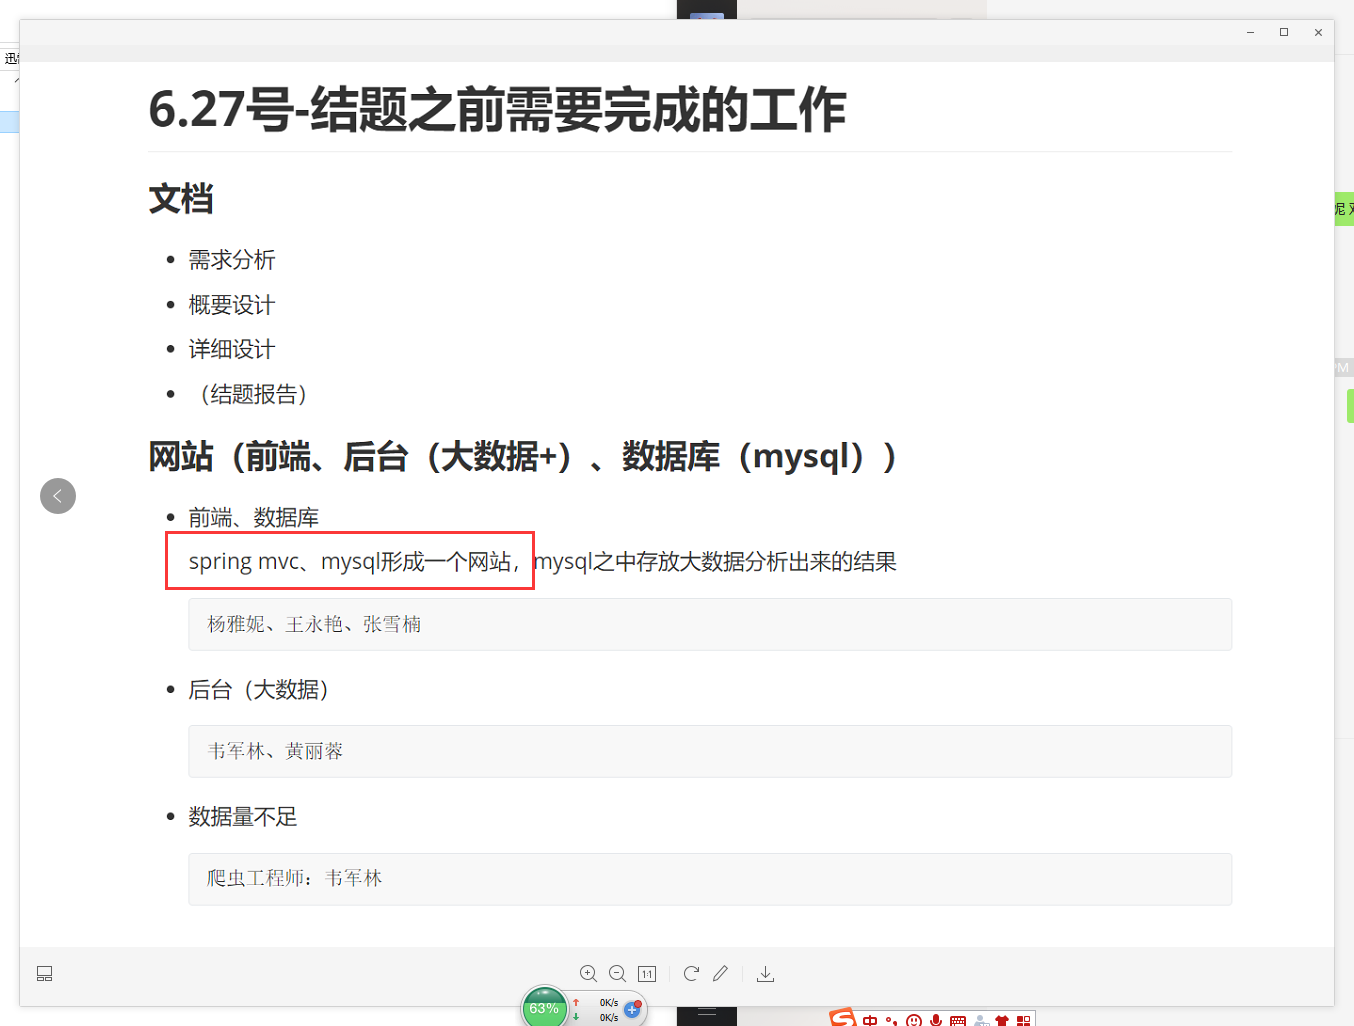 迅
6.27号-结题之前需要完成的工作
文档
需求分析
概要设计
详细设计
（结题报告）
网站（前端、后台（大数据+）、数据库（mysql））
前端、数据库
spring mvc、mysql形成一个网站，mysql之中存放大数据分析出来的结果
杨雅妮、王永艳、张雪楠
后台（大数据）
韦军林、黄丽蓉
数据量不足
爬虫工程师：韦军林
妮
PM
1:1
63%
0K/s
0K/s
中